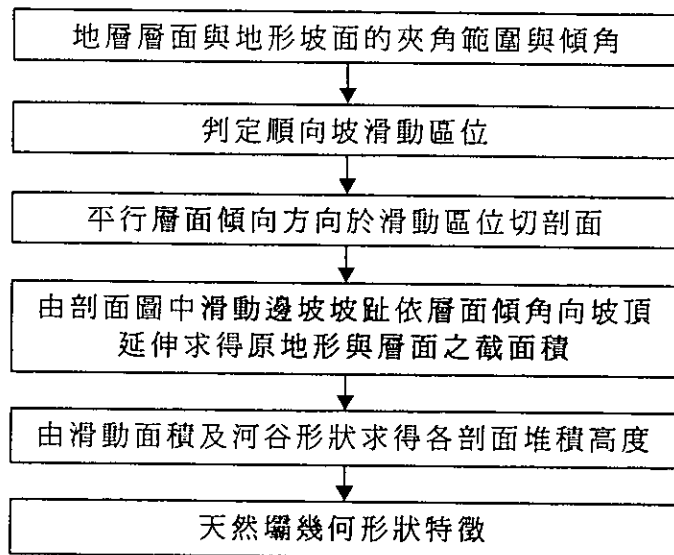 地層層面與地形坡面的夾角範圍與傾角
判定順向坡滑動區位
平行層面傾向方向於滑動區位切剖面
由剖面圖中滑動邊坡坡趾依層面傾角向坡頂
延伸求得原地形與層面之截面積
由滑動面積及河谷形狀求得各剖面堆積高度
天然壩幾何形狀特徵